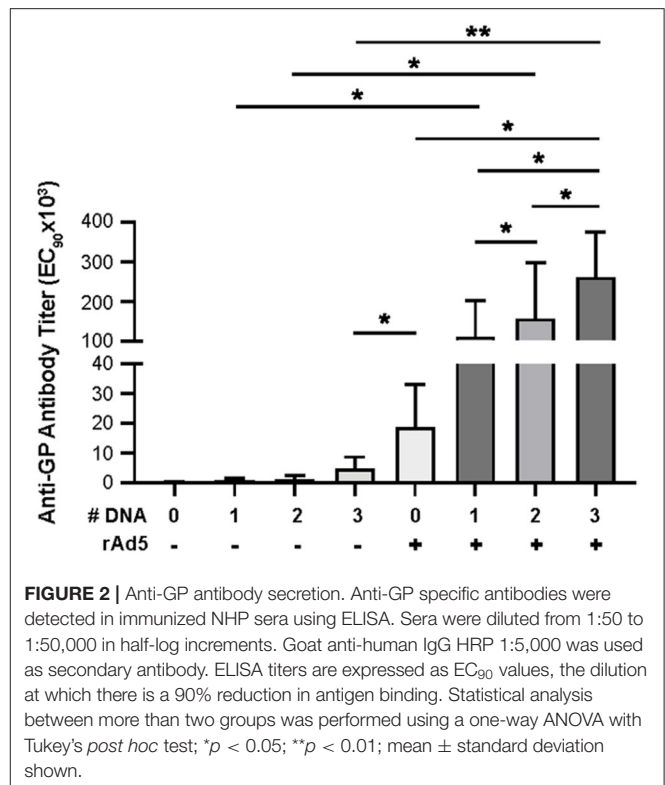 **
*
*
*
*
*
*
*
Anti-GP Antibody Titer (EC90x10³)
400
300
200
100
40
30
20
10
0
# DNA 0 1 2 3 0 1 2 3
rAd5 - - - - + + + +
FIGURE 2 | Anti-GP antibody secretion. Anti-GP specific antibodies were
detected in immunized NHP sera using ELISA. Sera were diluted from 1:50 to
1:50,000 in half-log increments. Goat anti-human IgG HRP 1:5,000 was used
as secondary antibody. ELISA titers are expressed as EC90 values, the dilution
at which there is a 90% reduction in antigen binding. Statistical analysis
between more than two groups was performed using a one-way ANOVA with
Tukey's post hoc test; *p < 0.05; **p < 0.01; mean ± standard deviation
shown.